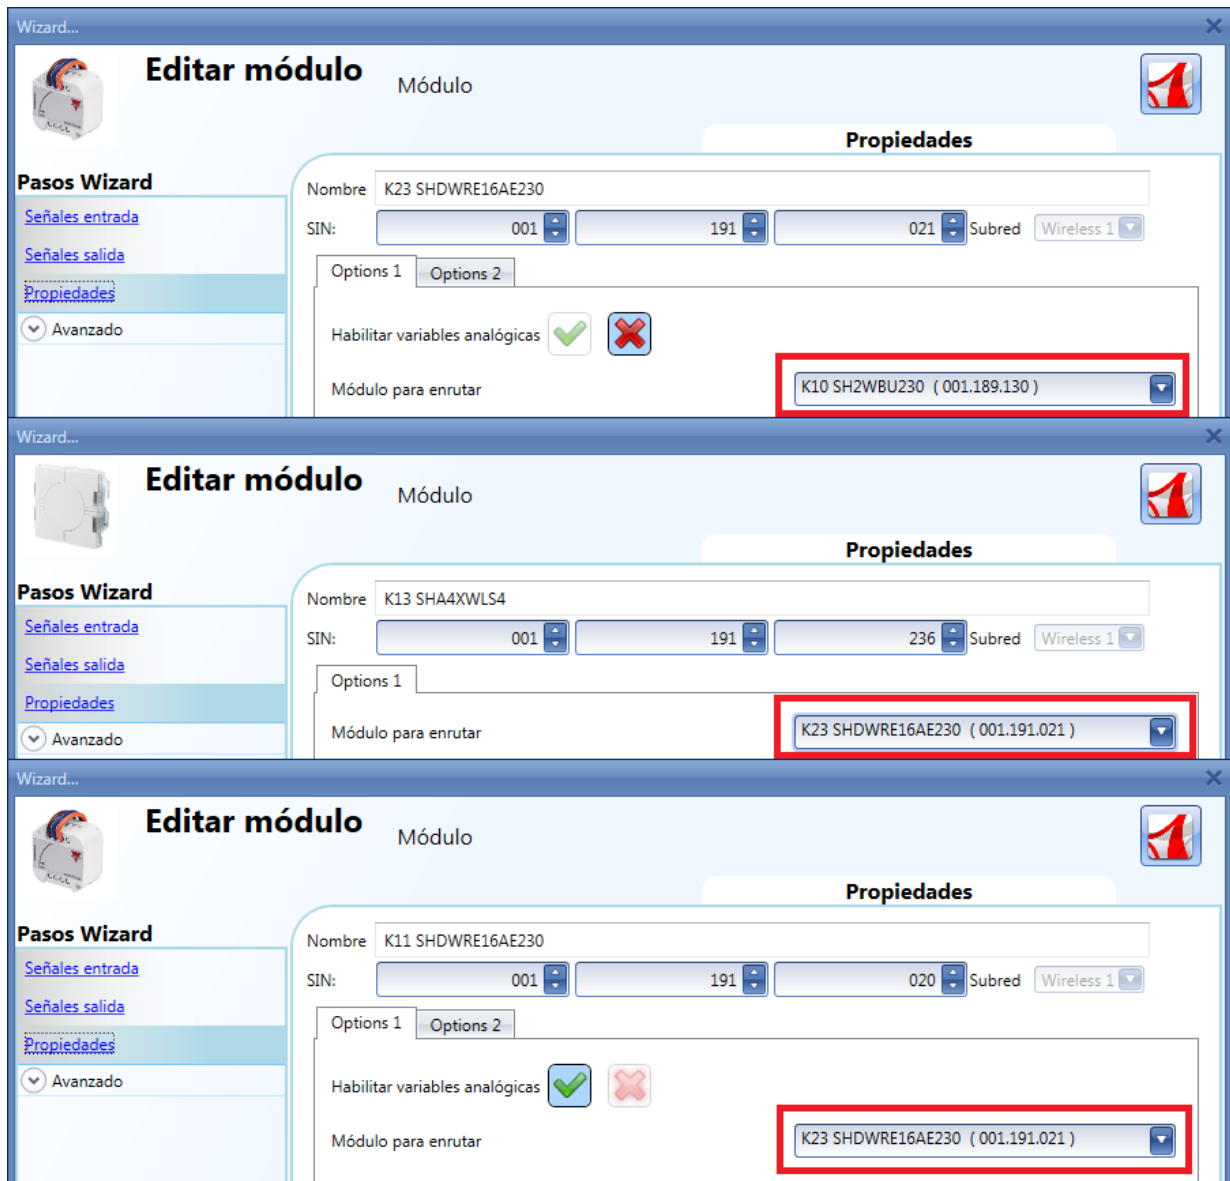 Wizard...
Editar módulo Módulo
Propiedades
Pasos Wizard
Señales entrada
Señales salida
Propiedades
Avanzado
Nombre K23 SHDWRE16AE230
SIN: 001 191 021 Subred Wireless 1
Options 1 Options 2
Habilitar variables analógicas
Módulo para enrutar K10 SH2WBU230 ( 001.189.130 )
Wizard...
Editar módulo Módulo
Propiedades
Pasos Wizard
Señales entrada
Señales salida
Propiedades
Avanzado
Nombre K13 SHA4XWLS4
SIN: 001 191 236 Subred Wireless 1
Options 1
Módulo para enrutar K23 SHDWRE16AE230 ( 001.191.021 )
Wizard...
Editar módulo Módulo
Propiedades
Pasos Wizard
Señales entrada
Señales salida
Propiedades
Avanzado
Nombre K11 SHDWRE16AE230
SIN: 001 191 020 Subred Wireless 1
Options 1 Options 2
Habilitar variables analógicas
Módulo para enrutar K23 SHDWRE16AE230 ( 001.191.021 )